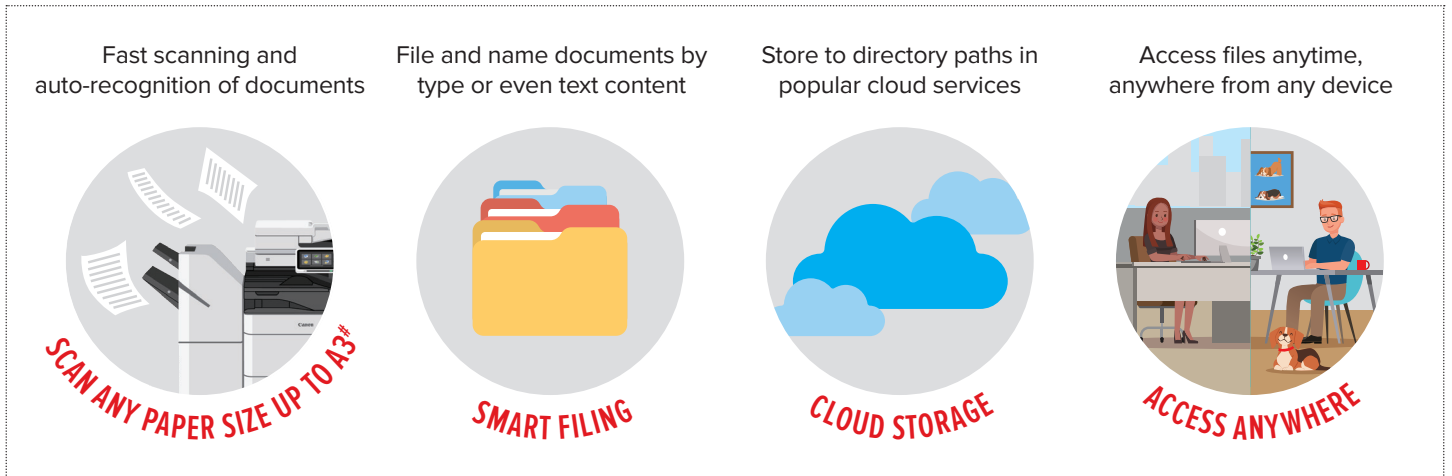 Fast scanning and
auto-recognition of documents
SCAN ANY PAPER SIZE UP TO A3#
Canon
File and name documents by
type or even text content
SMART FILING
Store to directory paths in
popular cloud services
CLOUD STORAGE
Access files anytime,
anywhere from any device
ACCESS ANYWHERE